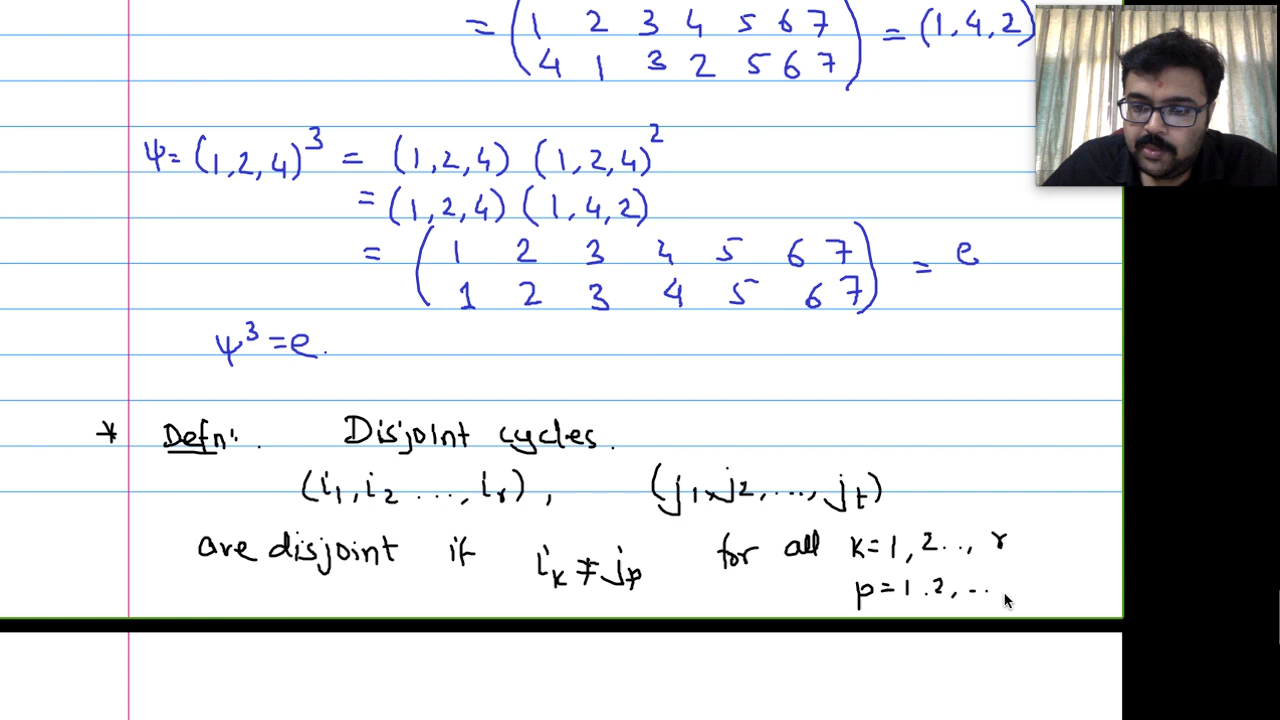 = (1 2 3 4 5 6 7 / 4 1 3 2 5 6 7) = (1,4,2)
ψ= (1,2,4)³ = (1,2,4) (1,2,4)²
= (1,2,4) (1,4,2)
= (1 2 3 4 5 6 7 / 1 2 3 4 5 6 7) = e
ψ³=e.
* Defn: . Disjoint cycles.
(i₁,i₂ ...,iᵣ), (j₁,j₂,...,jₜ)
are disjoint if iₖ ≠ jₚ for all k=1,2.., r
p=1.2,...